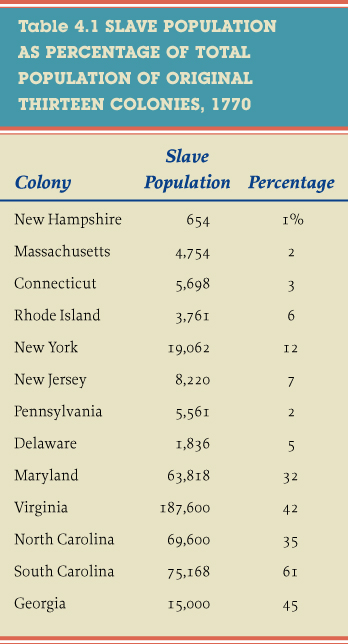 Table 4.1 SLAVE POPULATION
AS PERCENTAGE OF TOTAL
POPULATION OF ORIGINAL
THIRTEEN COLONIES, 1770
Slave
Colony Population Percentage
New Hampshire 654 1%
Massachusetts 4,754 2
Connecticut 5,698 3
Rhode Island 3,761 6
New York 19,062 12
New Jersey 8,220 7
Pennsylvania 5,561 2
Delaware 1,836 5
Maryland 63,818 32
Virginia 187,600 42
North Carolina 69,600 35
South Carolina 75,168 61
Georgia 15,000 45